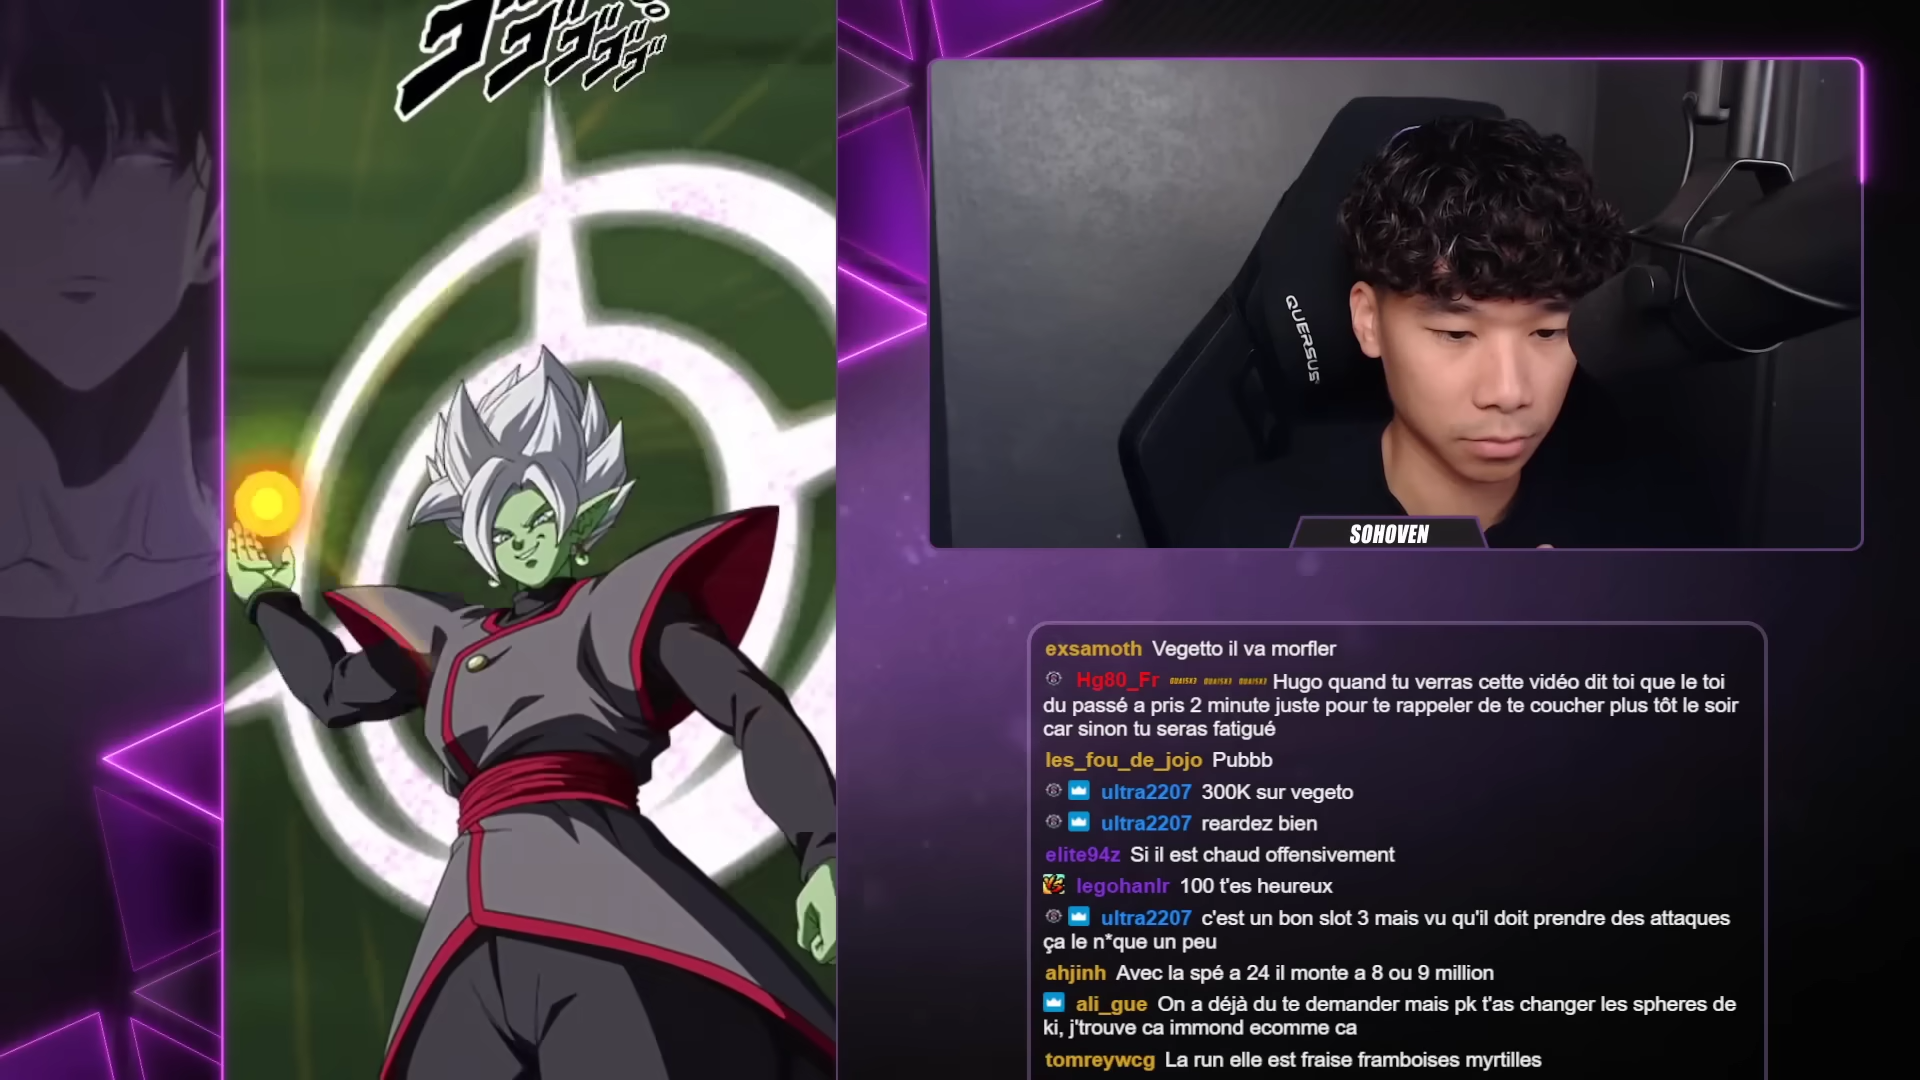 ゴゴゴゴゴ
QUERSUS
SOHOVEN
exsamoth Vegetto il va morfler
Hg80_Fr Hugo quand tu verras cette vidéo dit toi que le toi
du passé a pris 2 minute juste pour te rappeler de te coucher plus tôt le soir
car sinon tu seras fatigué
les_fou_de_jojo Pubbb
ultra2207 300K sur vegeto
ultra2207 reardez bien
elite94z Si il est chaud offensivement
legohanlr 100 t'es heureux
ultra2207 c'est un bon slot 3 mais vu qu'il doit prendre des attaques
ça le n*que un peu
ahjinh Avec la spé a 24 il monte a 8 ou 9 million
ali_gue On a déjà du te demander mais pk t'as changer les spheres de
ki, j'trouve ca immond ecomme ca
tomreywcg La run elle est fraise framboises myrtilles